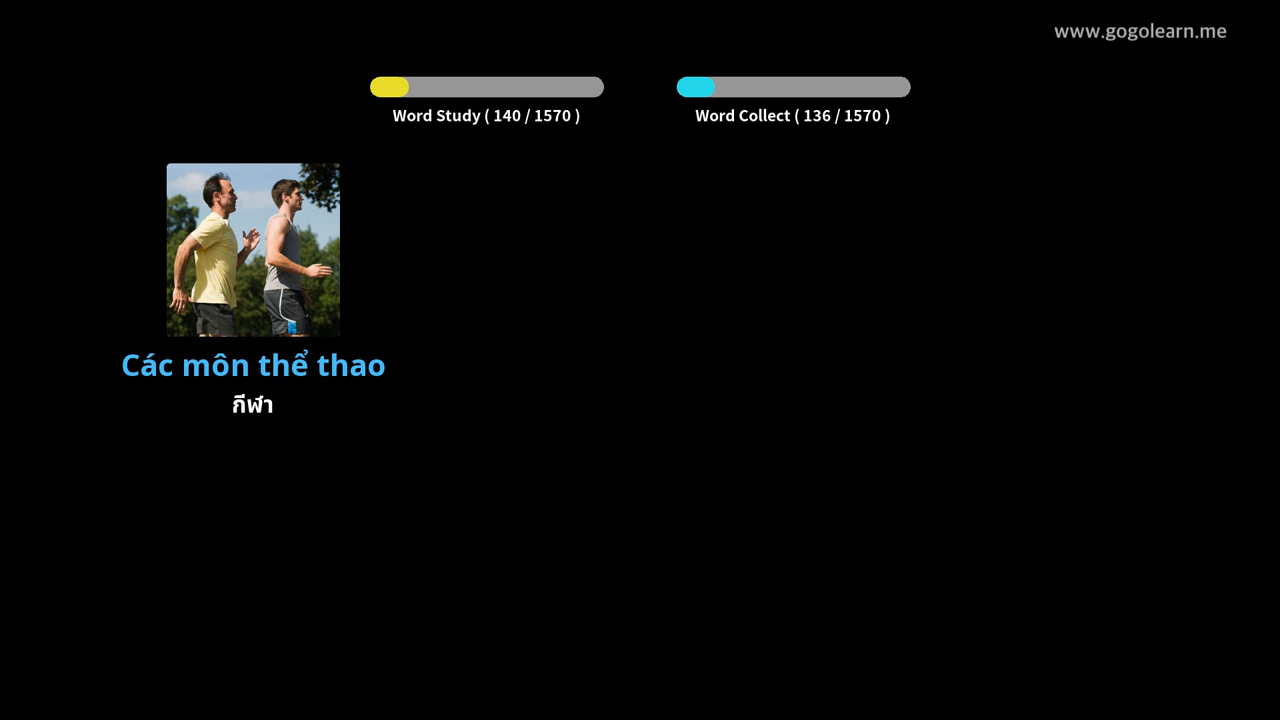 www.gogolearn.me
Word Study ( 140 / 1570 )
Word Collect ( 136 / 1570 )
Các môn thể thao
กีฬา